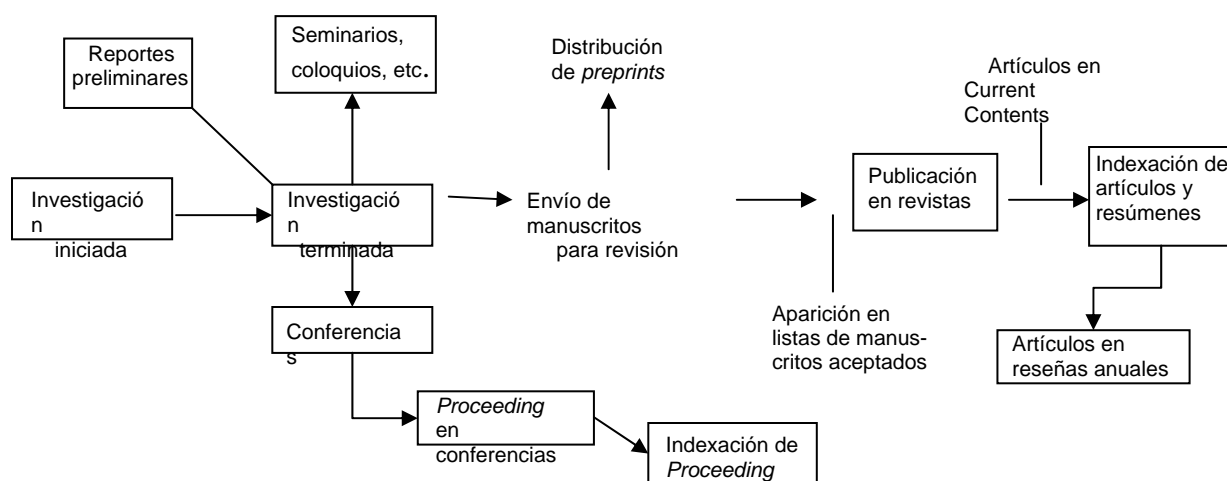 Reportes
preliminares
Seminarios,
coloquios, etc.
Distribución
de preprints
Artículos en
Current
Contents
Investigació
n
iniciada
Investigació
n
terminada
Envío de
manuscritos
para revisión
Publicación
en revistas
Indexación de
artículos y
resúmenes
Conferencia
s
Aparición en
listas de manus-
critos aceptados
Artículos en
reseñas anuales
Proceeding
en
conferencias
Indexación de
Proceeding